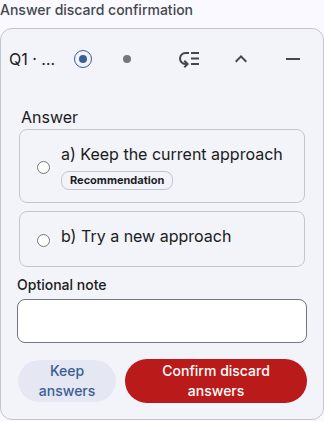 Answer discard confirmation
Q1 · ...
Answer
a) Keep the current approach
Recommendation
b) Try a new approach
Optional note
Keep
answers
Confirm discard
answers